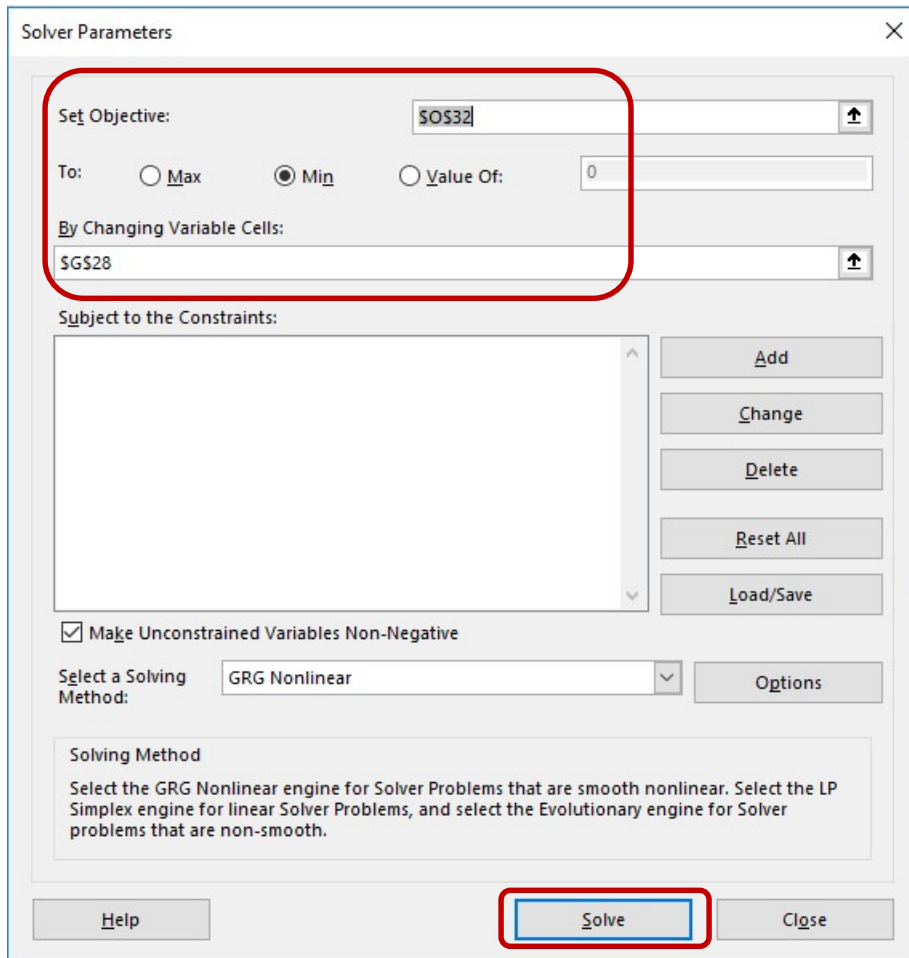 Solver Parameters
Set Objective: $O$32
To: Max Min Value Of: 0
By Changing Variable Cells:
$G$28
Subject to the Constraints:
Add
Change
Delete
Reset All
Load/Save
Make Unconstrained Variables Non-Negative
Select a Solving Method: GRG Nonlinear Options
Solving Method
Select the GRG Nonlinear engine for Solver Problems that are smooth nonlinear. Select the LP
Simplex engine for linear Solver Problems, and select the Evolutionary engine for Solver
problems that are non-smooth.
Help Solve Close